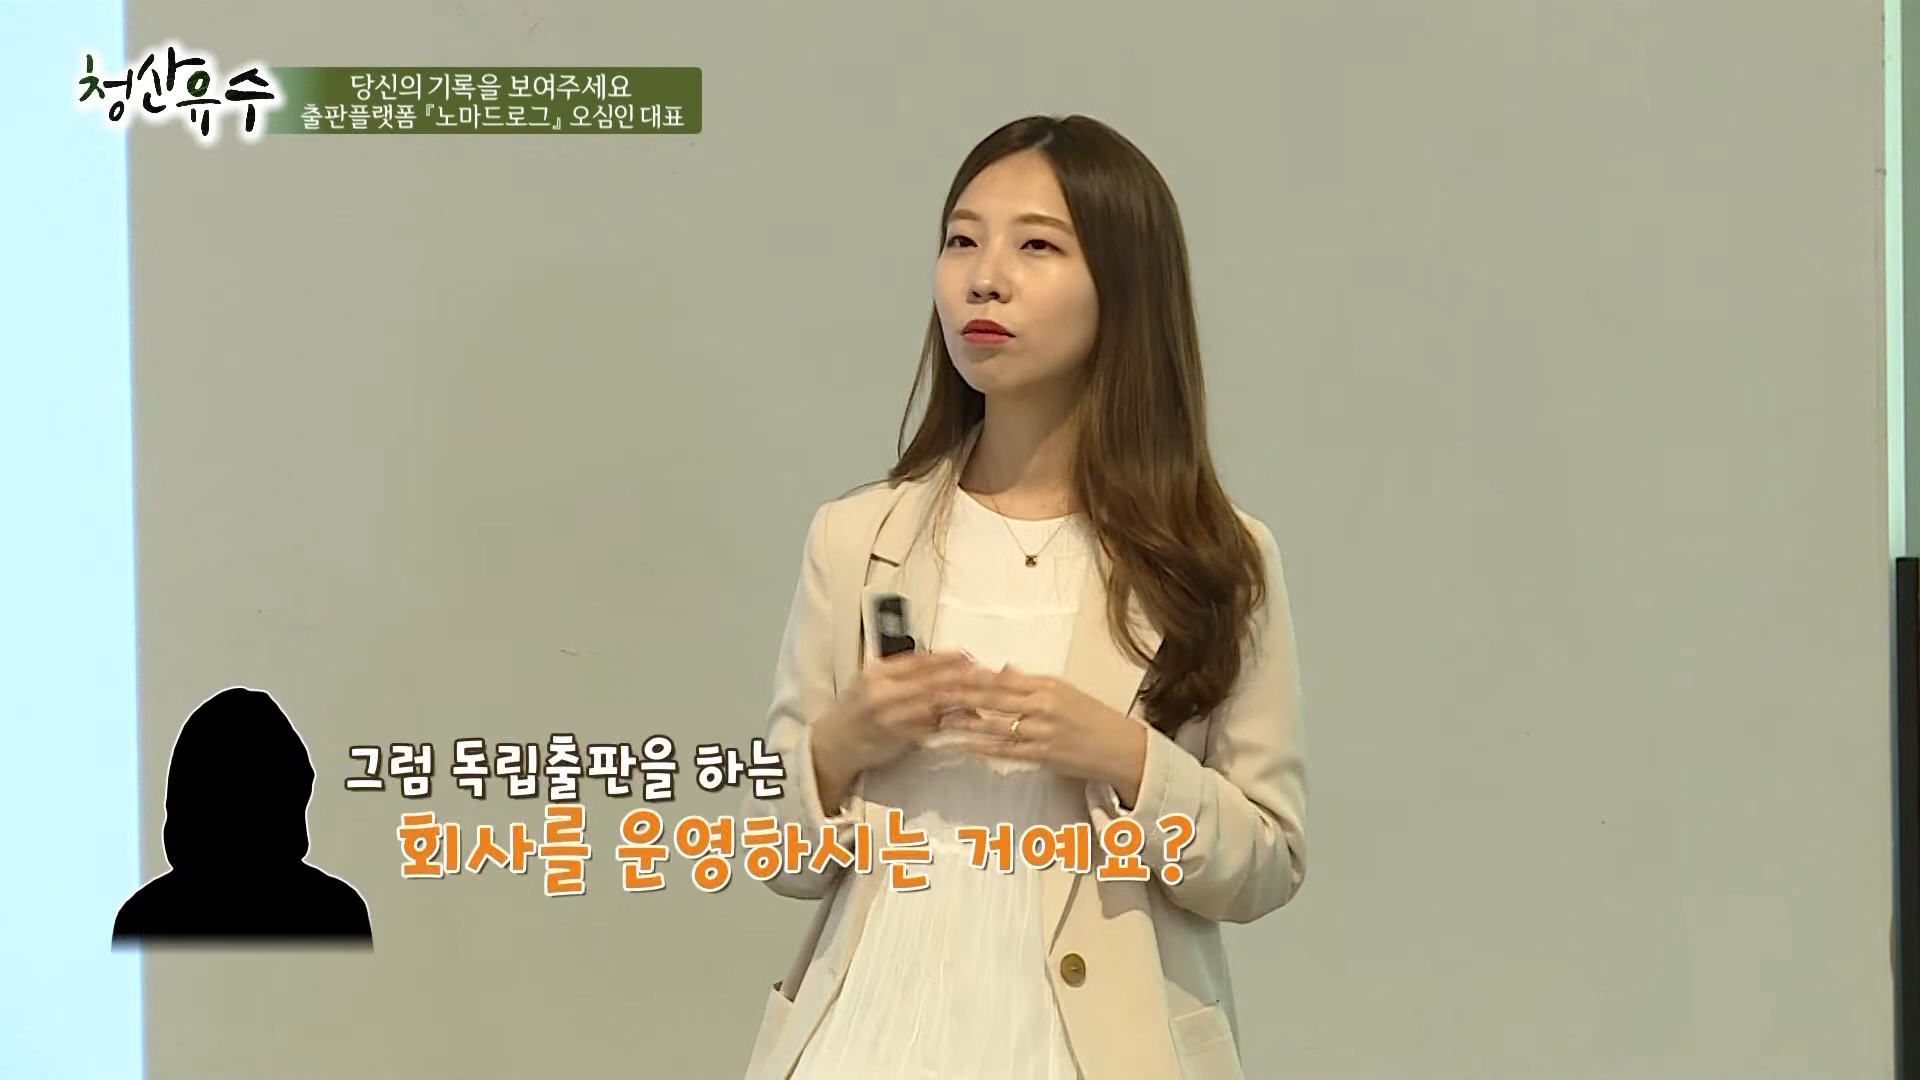 청산유수
당신의 기록을 보여주세요
출판플랫폼 『노마드로그』 오심인 대표
그럼 독립출판을 하는
회사를 운영하시는 거예요?